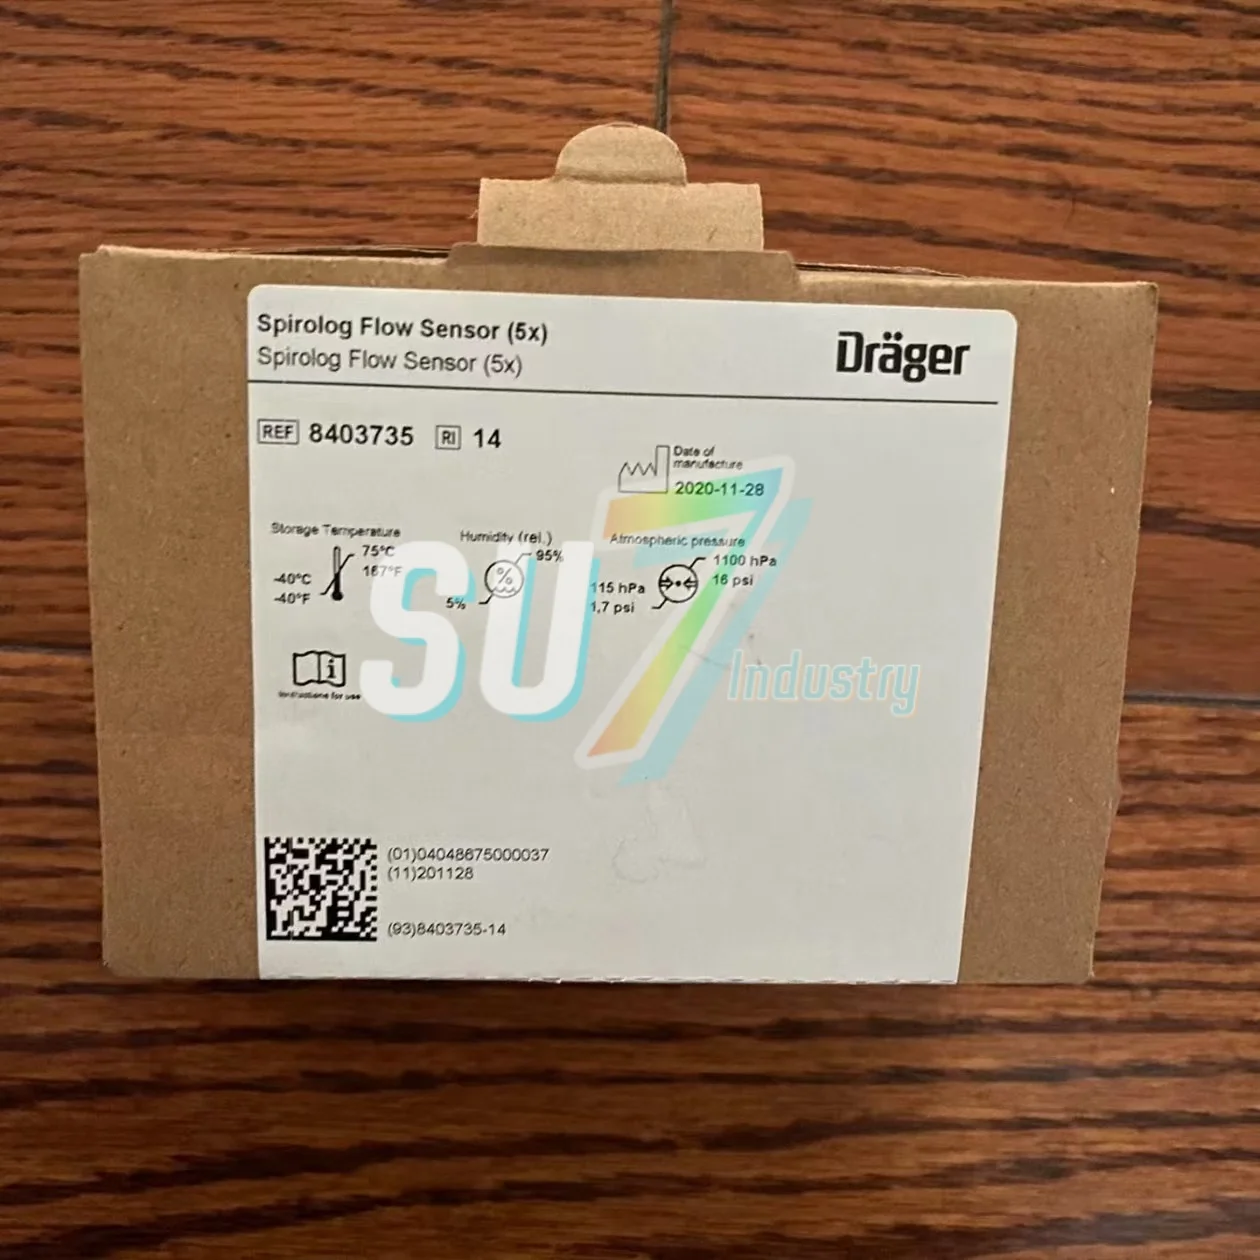 Spirolog Flow Sensor (5x)
Spirolog Flow Sensor (5x)
Dräger
REF 8403735 RI 14
Date of
manufacture
2020-11-28
Storage Temperature
75°C
167°F
-40°C
-40°F
Humidity (rel.)
95%
%
5%
Atmospheric pressure
1100 hPa
16 psi
115 hPa
1,7 psi
i
Instructions for use
SU7 Industry
(01)04048675000037
(11)201128
(93)8403735-14